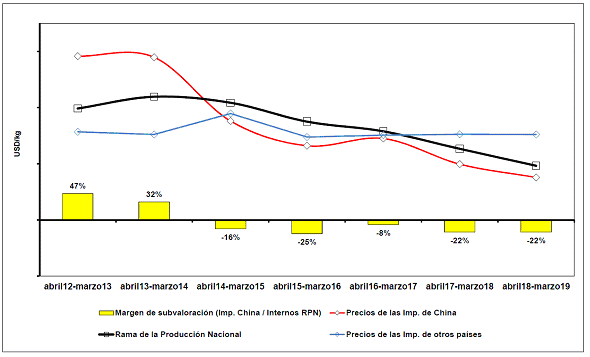 USD/kg
47%
32%
-16%
-25%
-8%
-22%
-22%
abril12-marzo13 abril13-marzo14 abril14-marzo15 abril15-marzo16 abril16-marzo17 abril17-marzo18 abril18-marzo19
Margen de subvaloración (Imp. China / Internos RPN) Precios de las Imp. de China
Rama de la Producción Nacional Precios de las Imp. de otros países